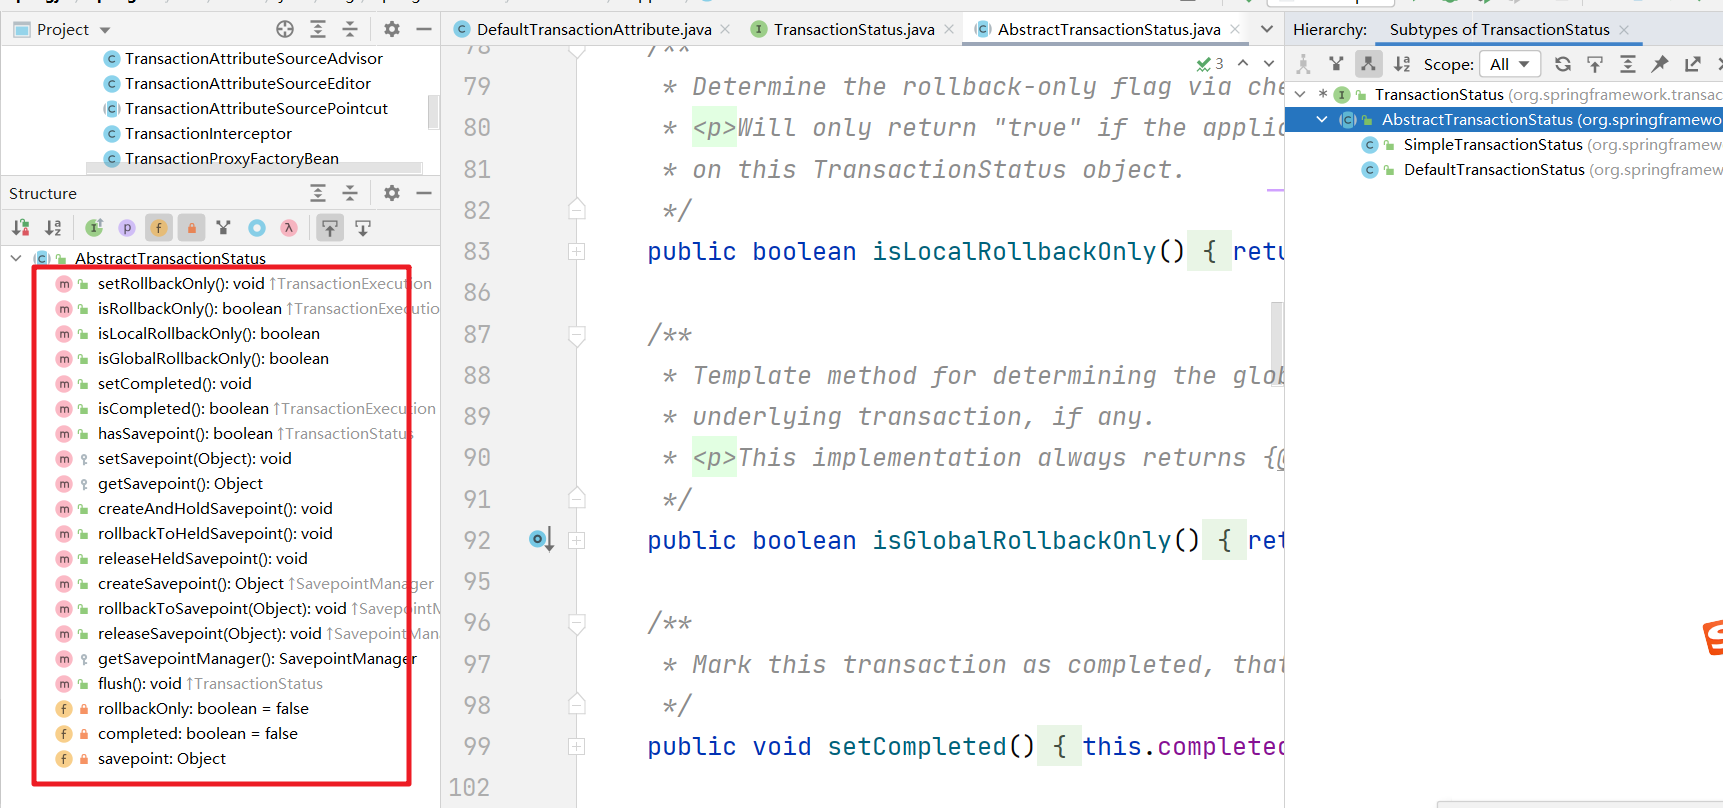 Project
TransactionAttributeSourceAdvisor
TransactionAttributeSourceEditor
TransactionAttributeSourcePointcut
TransactionInterceptor
TransactionProxyFactoryBean
Structure
AbstractTransactionStatus
setRollbackOnly(): void ↑TransactionExecution
isRollbackOnly(): boolean ↑TransactionExecutio
isLocalRollbackOnly(): boolean
isGlobalRollbackOnly(): boolean
setCompleted(): void
isCompleted(): boolean ↑TransactionExecution
hasSavepoint(): boolean ↑TransactionStatus
setSavepoint(Object): void
getSavepoint(): Object
createAndHoldSavepoint(): void
rollbackToHeldSavepoint(): void
releaseHeldSavepoint(): void
createSavepoint(): Object ↑SavepointManager
rollbackToSavepoint(Object): void ↑SavepointM
releaseSavepoint(Object): void ↑SavepointMan
getSavepointManager(): SavepointManager
flush(): void ↑TransactionStatus
rollbackOnly: boolean = false
completed: boolean = false
savepoint: Object
DefaultTransactionAttribute.java TransactionStatus.java AbstractTransactionStatus.java
3
78 /**
79 * Determine the rollback-only flag via che
80 * <p>Will only return "true" if the applic
81 * on this TransactionStatus object.
82 */
83 public boolean isLocalRollbackOnly() { retu
86
87 /**
88 * Template method for determining the glob
89 * underlying transaction, if any.
90 * <p>This implementation always returns {@
91 */
92 public boolean isGlobalRollbackOnly() { ret
95
96 /**
97 * Mark this transaction as completed, that
98 */
99 public void setCompleted() { this.completed
102
Hierarchy: Subtypes of TransactionStatus
Scope: All
* TransactionStatus (org.springframework.transac
AbstractTransactionStatus (org.springframewo
SimpleTransactionStatus (org.springframew
DefaultTransactionStatus (org.springframew